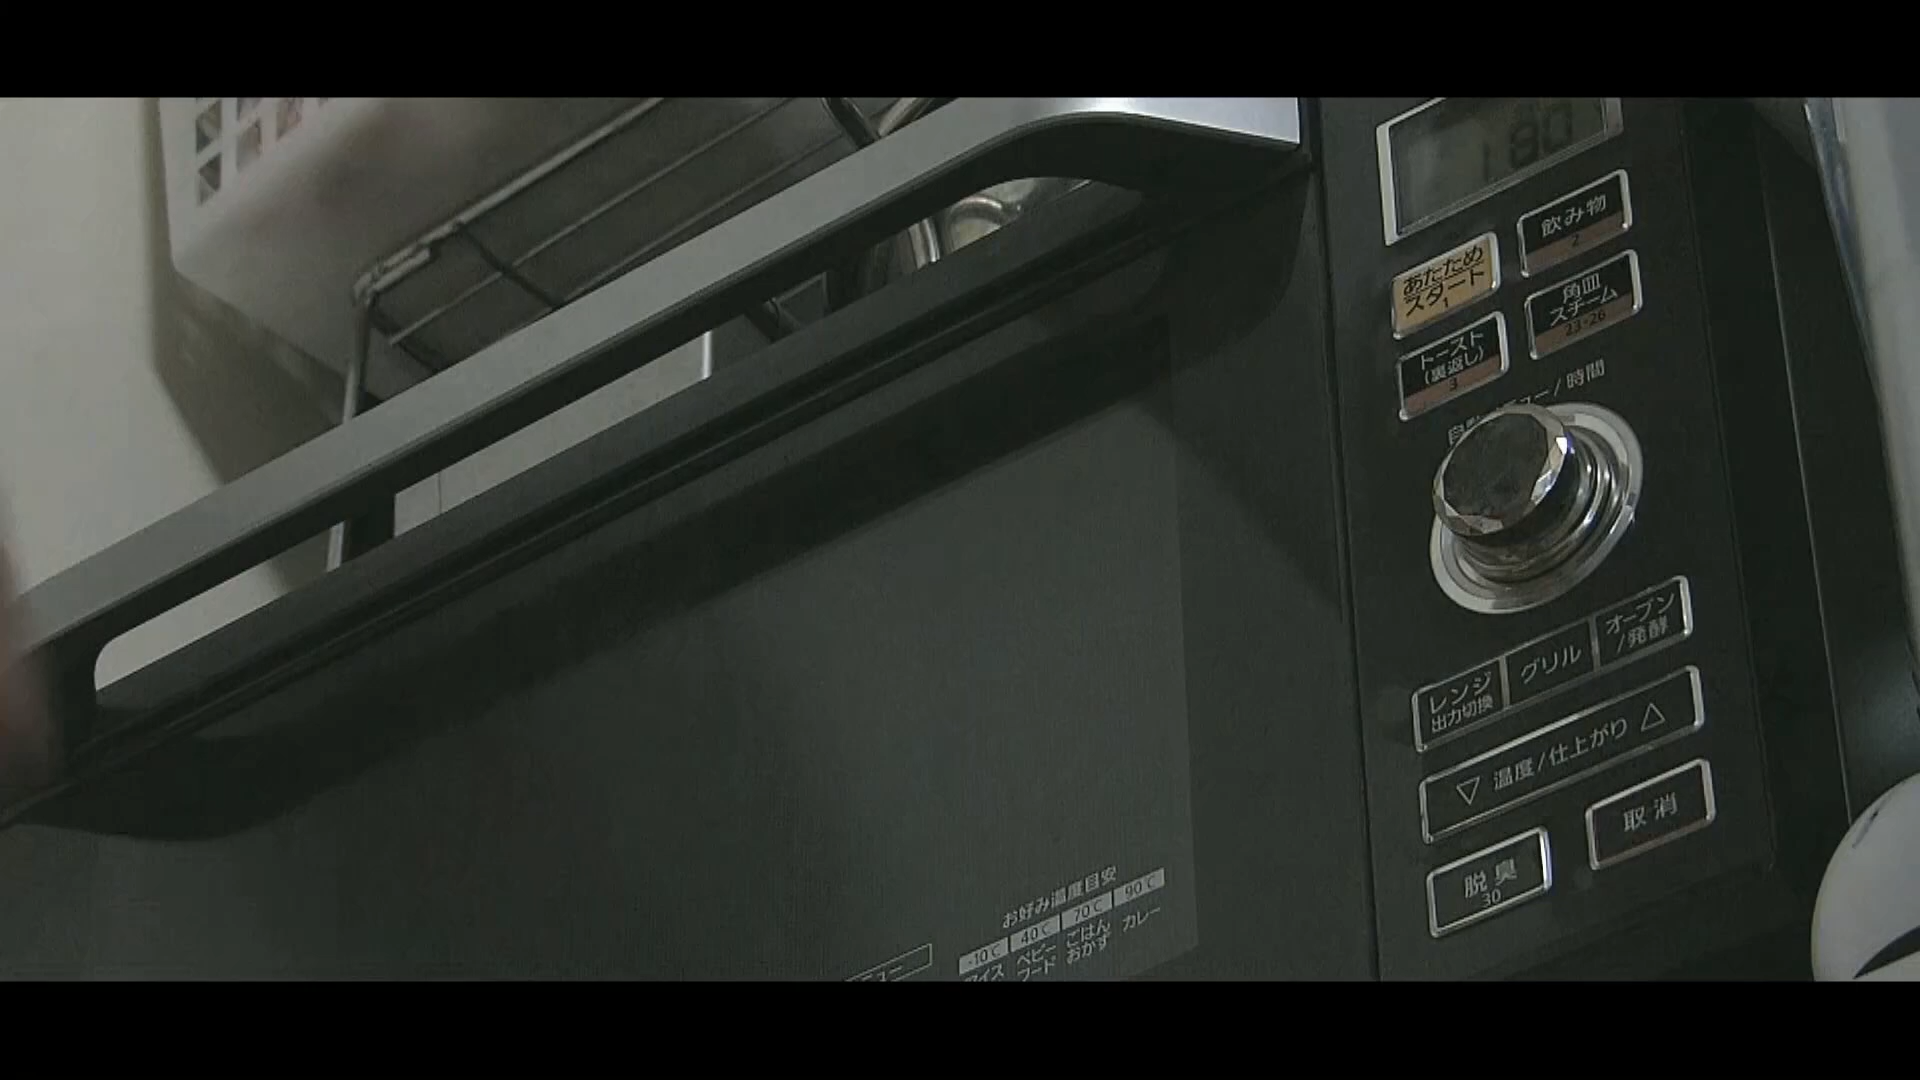 180
飲み物
2
あたため
スタート
1
角皿
スチーム
23-26
トースト
(裏返し)
3
/ 時間
レンジ
出力切換
グリル
オーブン
/発酵
▽ 温度/仕上がり △
取消
脱臭
30
お好み温度目安
-10℃ 40℃ 70℃ 90℃
アイス ベビーフード ごはんおかず カレー